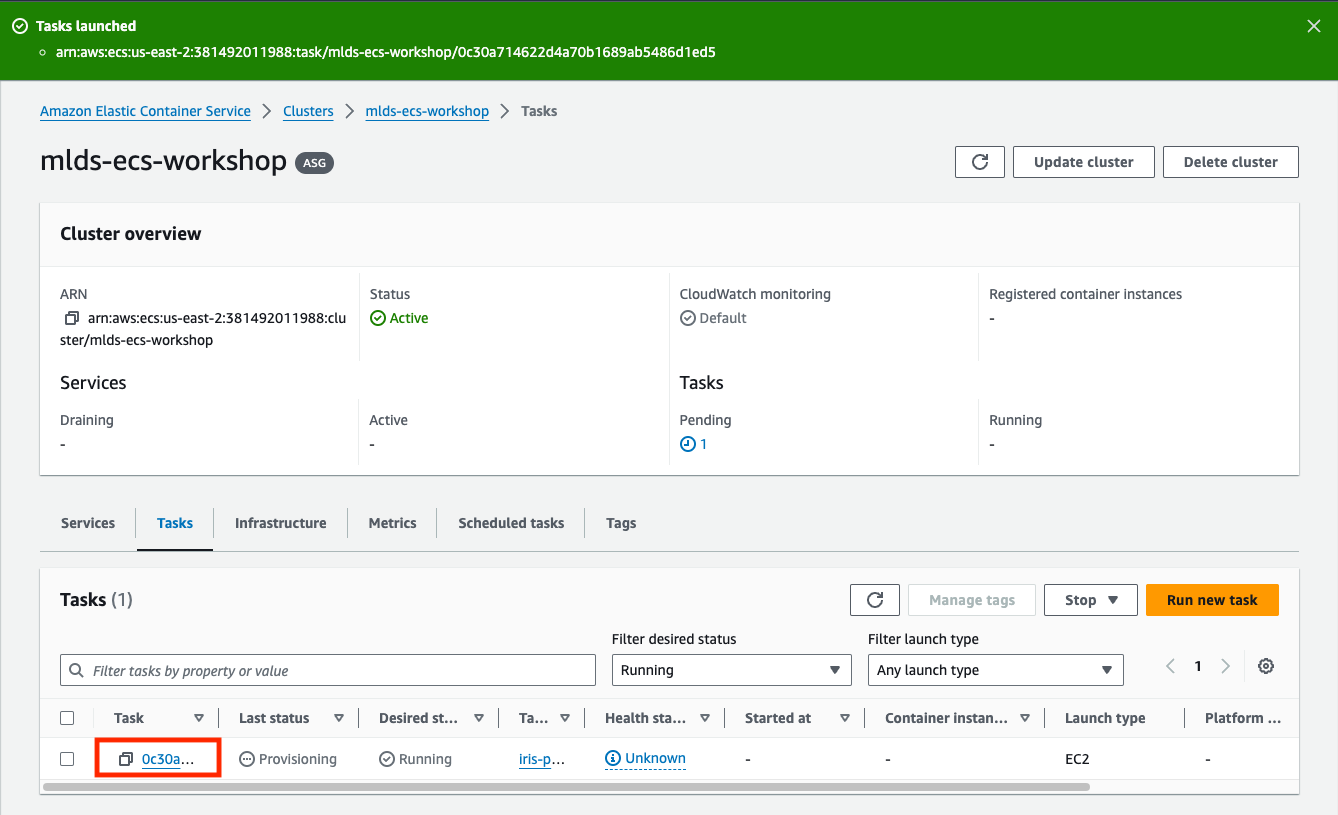 Tasks launched
arn:aws:ecs:us-east-2:381492011988:task/mlds-ecs-workshop/0c30a714622d4a70b1689ab5486d1ed5
Amazon Elastic Container Service > Clusters > mlds-ecs-workshop > Tasks
mlds-ecs-workshop ASG
Update cluster Delete cluster
Cluster overview
ARN Status CloudWatch monitoring Registered container instances
arn:aws:ecs:us-east-2:381492011988:clu Active Default -
ster/mlds-ecs-workshop
Services Tasks
Draining Active Pending Running
- - 1 -
Services Tasks Infrastructure Metrics Scheduled tasks Tags
Tasks (1) Manage tags Stop Run new task
Filter desired status Filter launch type
Filter tasks by property or value Running Any launch type 1
Task Last status Desired st... Ta... Health sta... Started at Container instan... Launch type Platform ...
0c30a... Provisioning Running iris-p... Unknown - - EC2 -